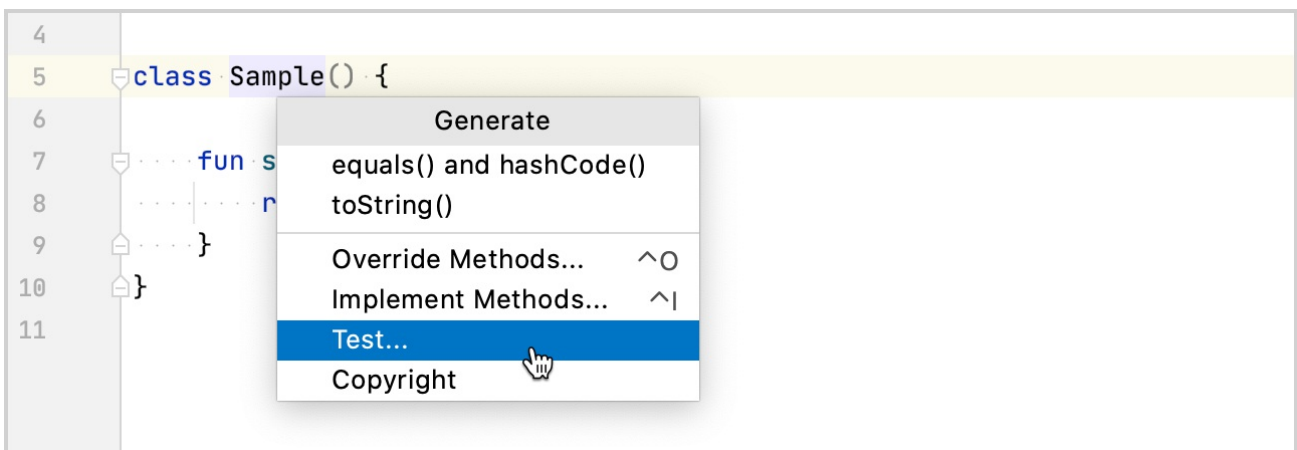 4
5 class Sample() {
6
Generate
7 fun s
equals() and hashCode()
8 r
toString()
9 }
Override Methods... ^O
10 }
Implement Methods... ^I
11
Test...
Copyright